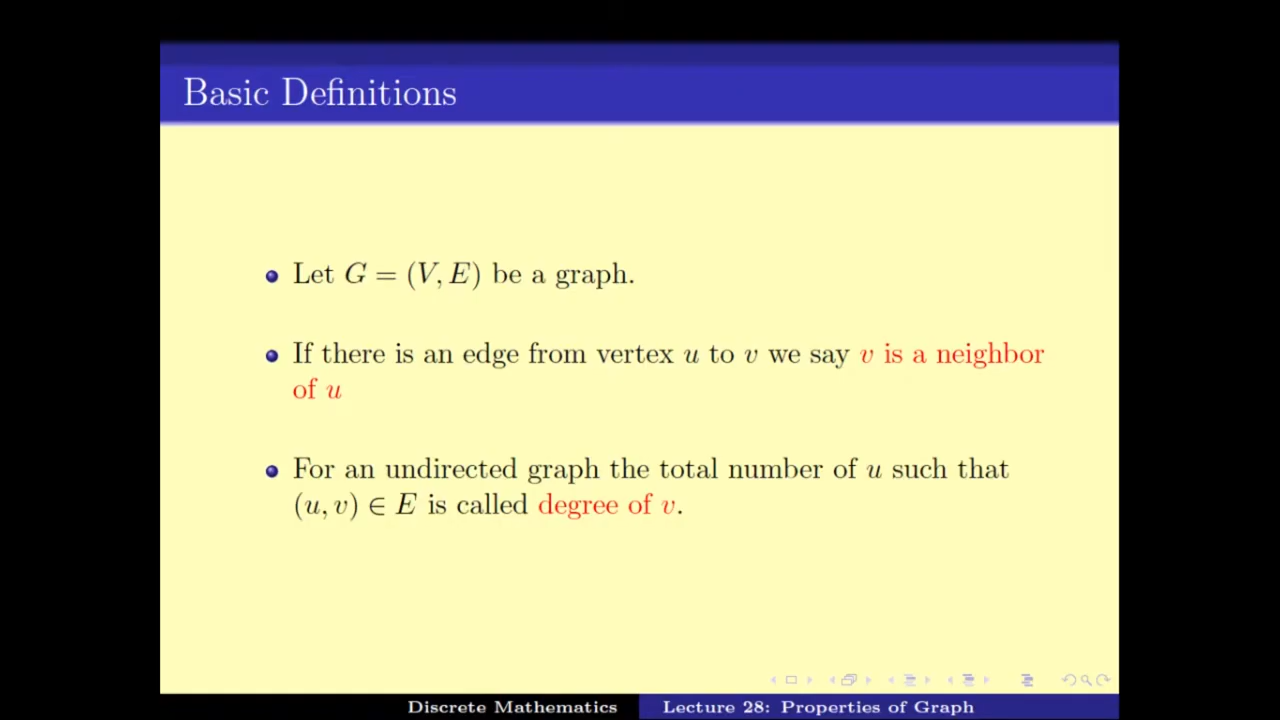 Basic Definitions
Let G = (V, E) be a graph.
If there is an edge from vertex u to v we say v is a neighbor
of u
For an undirected graph the total number of u such that
(u, v) ∈ E is called degree of v.
Discrete Mathematics Lecture 28: Properties of Graph